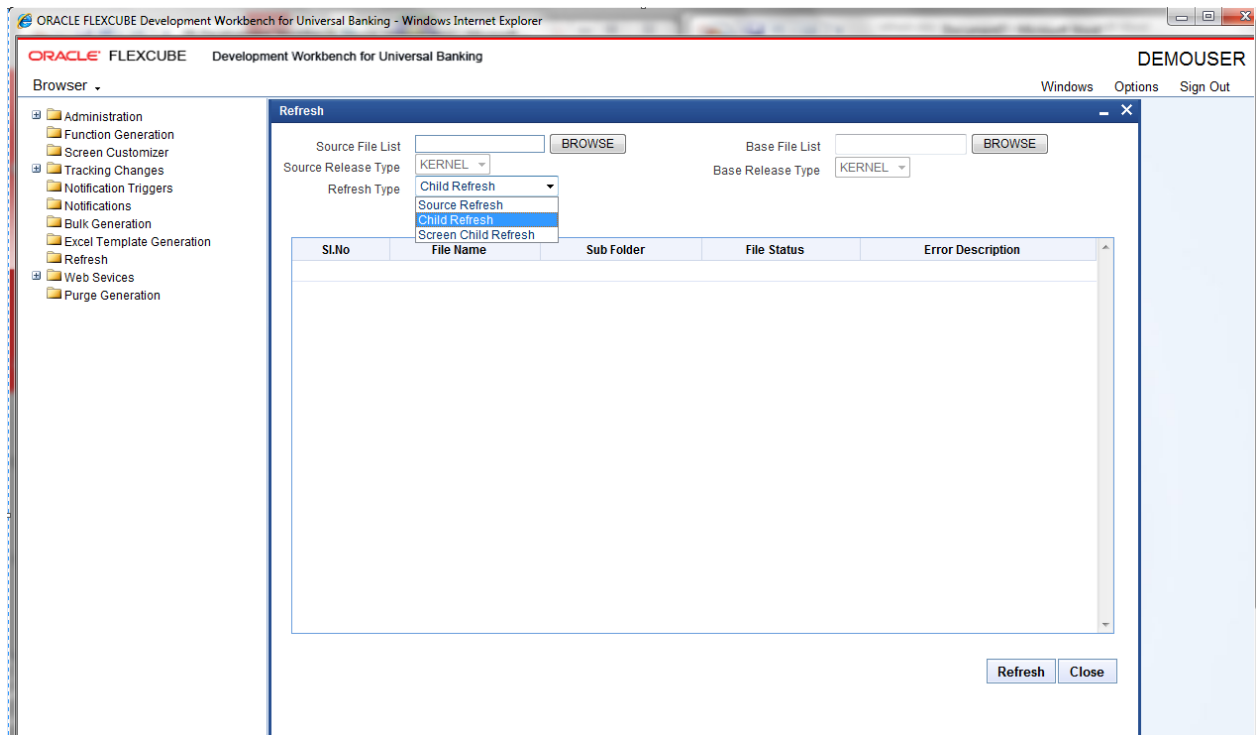 ORACLE FLEXCUBE Development Workbench for Universal Banking - Windows Internet Explorer
ORACLE FLEXCUBE Development Workbench for Universal Banking
DEMOUSER
Browser
Windows Options Sign Out
Administration
Function Generation
Screen Customizer
Tracking Changes
Notification Triggers
Notifications
Bulk Generation
Excel Template Generation
Refresh
Web Sevices
Purge Generation
Refresh
Source File List BROWSE Base File List BROWSE
Source Release Type KERNEL Base Release Type KERNEL
Refresh Type Child Refresh
Source Refresh
Child Refresh
Screen Child Refresh
Sl.No File Name Sub Folder File Status Error Description
Refresh Close